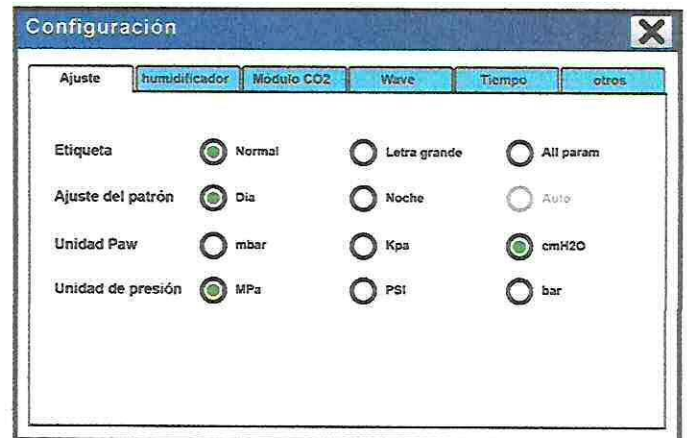 Configuración
Ajuste humidificador Módulo CO2 Wave Tiempo otros
Etiqueta Normal Letra grande All param
Ajuste del patrón Dia Noche Auto
Unidad Paw mbar Kpa cmH2O
Unidad de presión MPa PSI bar